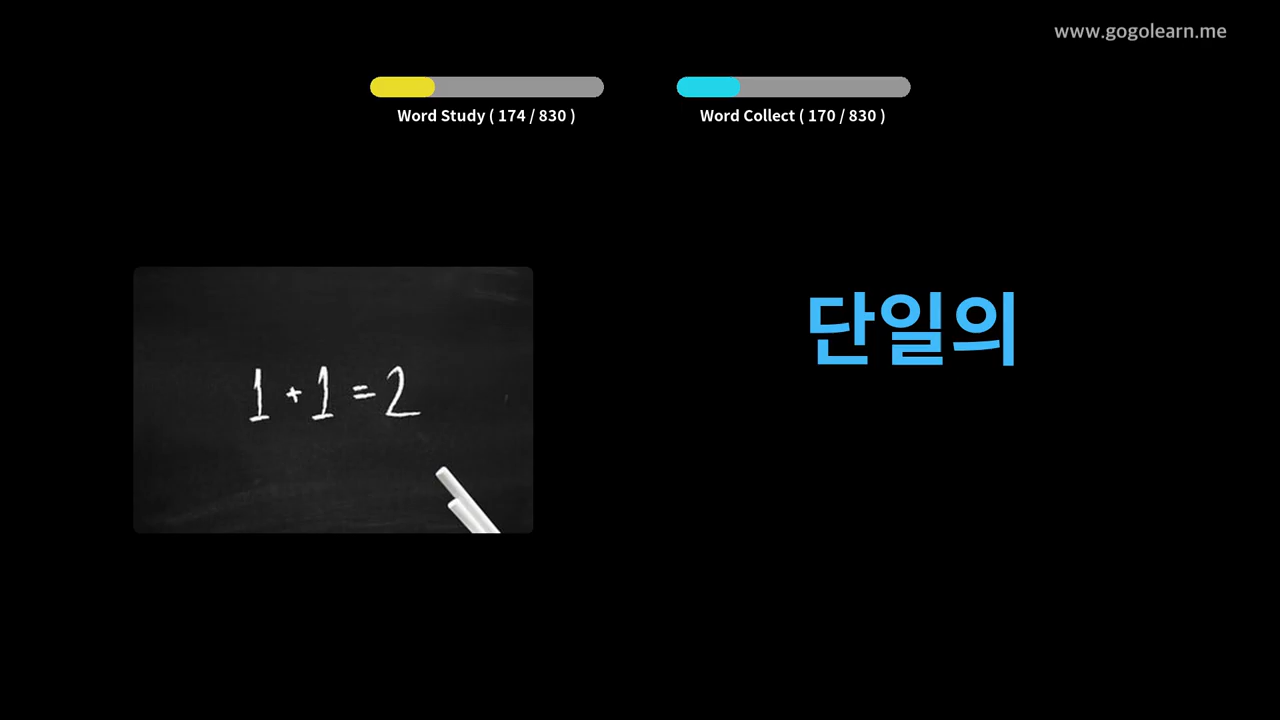 www.gogolearn.me
Word Study ( 174 / 830 )
Word Collect ( 170 / 830 )
1 + 1 = 2
단일의